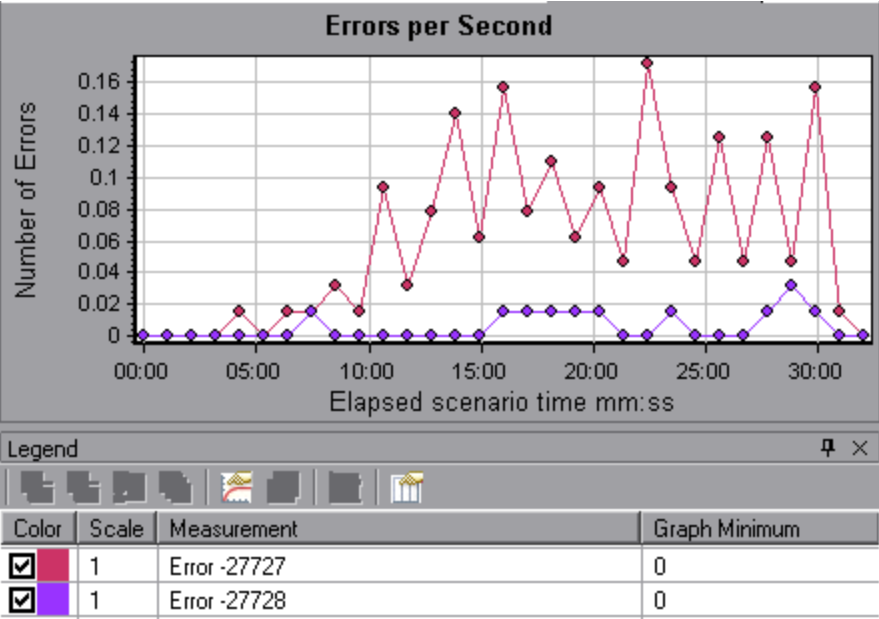 Errors per Second
Number of Errors
0.16
0.14
0.12
0.1
0.08
0.06
0.04
0.02
0
00:00 05:00 10:00 15:00 20:00 25:00 30:00
Elapsed scenario time mm:ss
Legend
Color Scale Measurement Graph Minimum
1 Error -27727 0
1 Error -27728 0